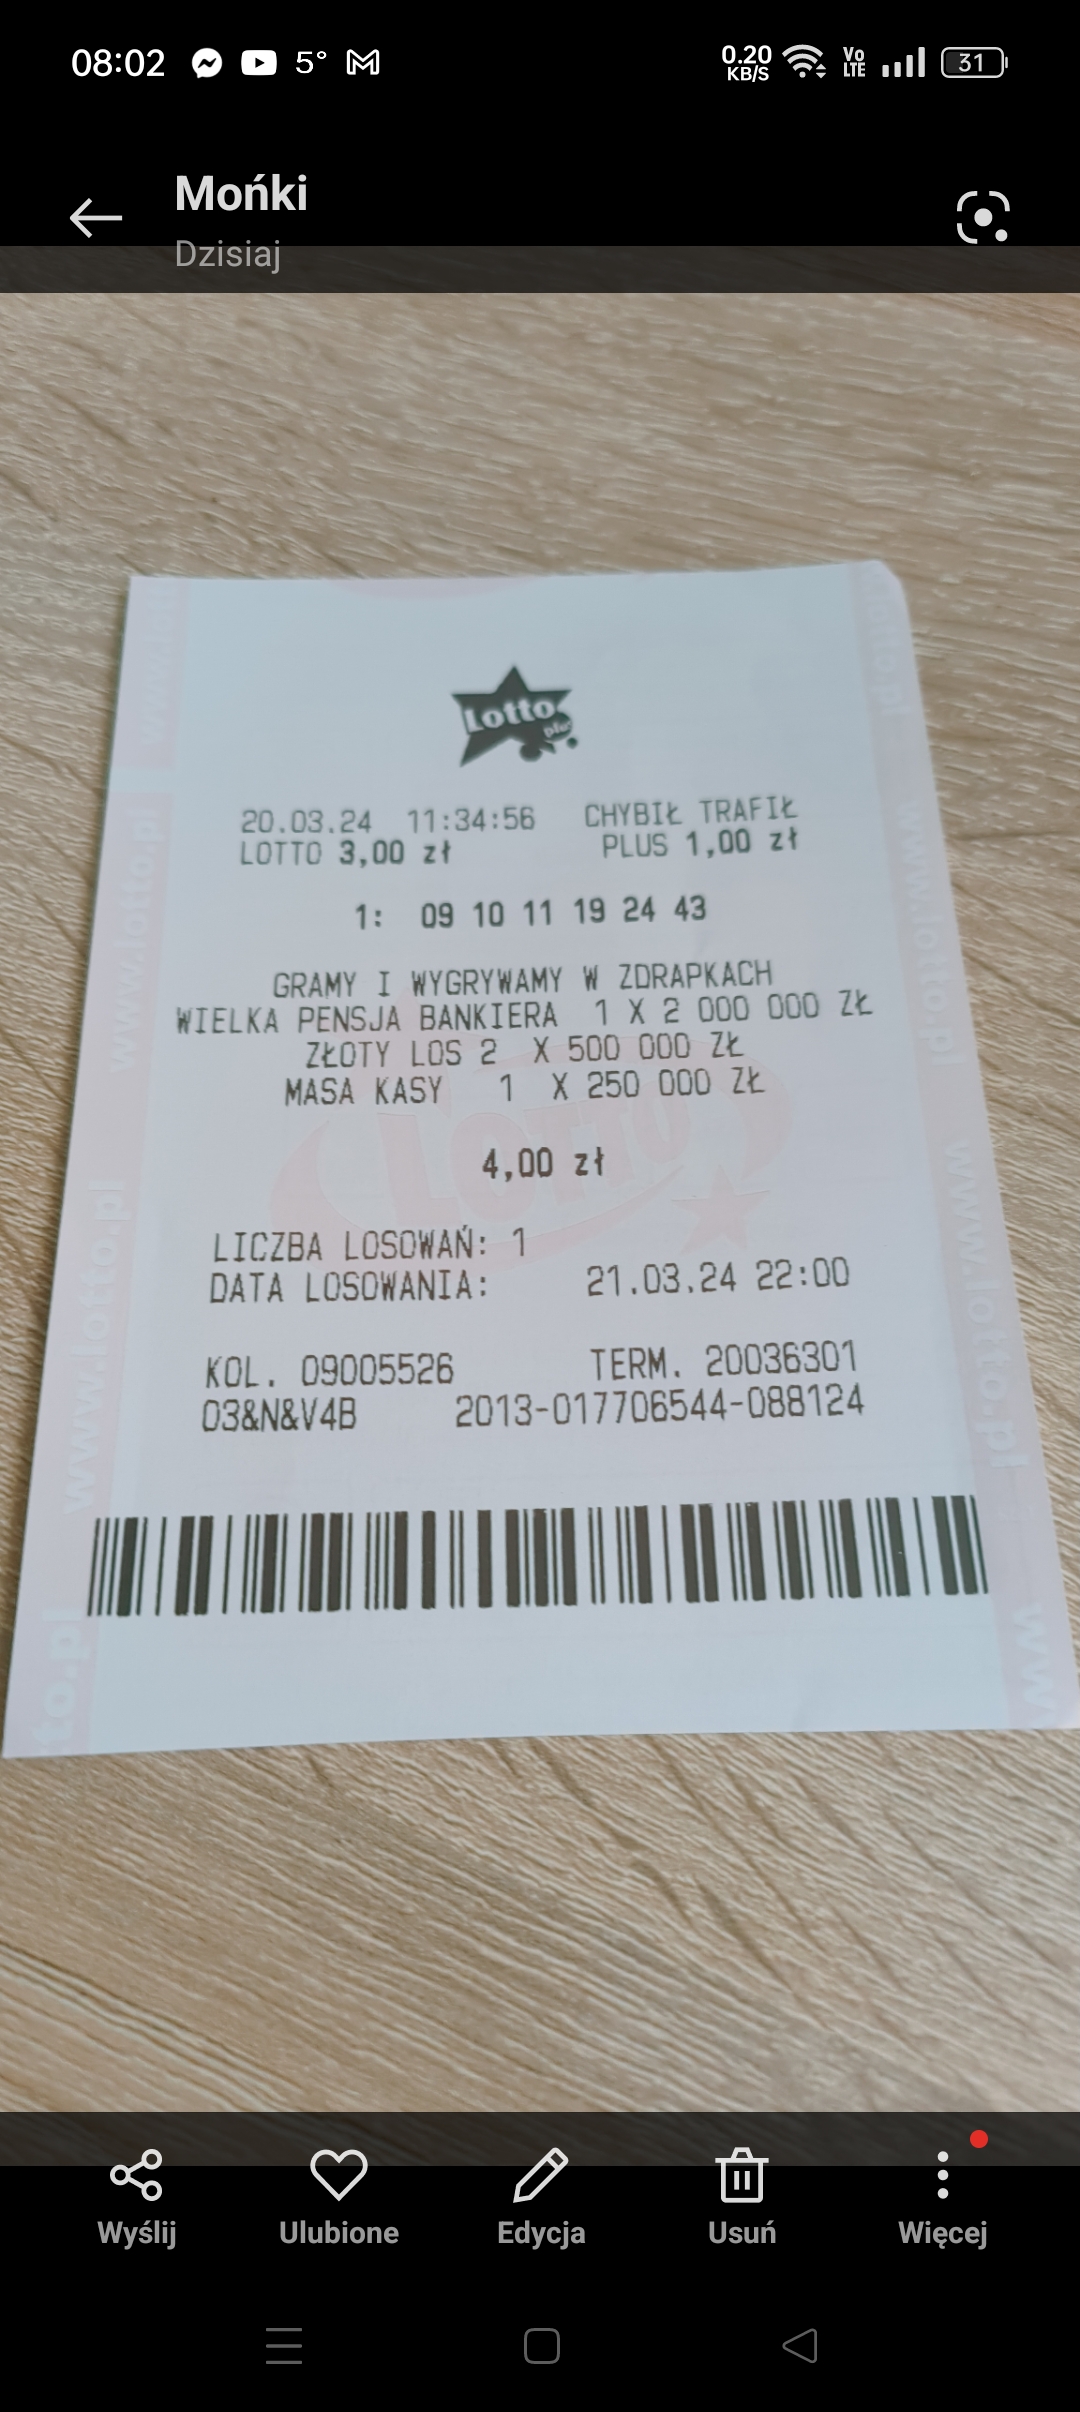 08:02 5° 0.20 KB/S Vo LTE 31
Mońki
Dzisiaj
www.lotto.pl
Lotto plus
20.03.24 11:34:56 CHYBIŁ TRAFIŁ
LOTTO 3,00 zł PLUS 1,00 zł
1: 09 10 11 19 24 43
GRAMY I WYGRYWAMY W ZDRAPKACH
WIELKA PENSJA BANKIERA 1 X 2 000 000 ZŁ
ZŁOTY LOS 2 X 500 000 ZŁ
MASA KASY 1 X 250 000 ZŁ
LOTTO
4,00 zł
LICZBA LOSOWAŃ: 1
DATA LOSOWANIA: 21.03.24 22:00
KOL. 09005526 TERM. 20036301
03&N&V4B 2013-017706544-088124
Wyślij Ulubione Edycja Usuń Więcej